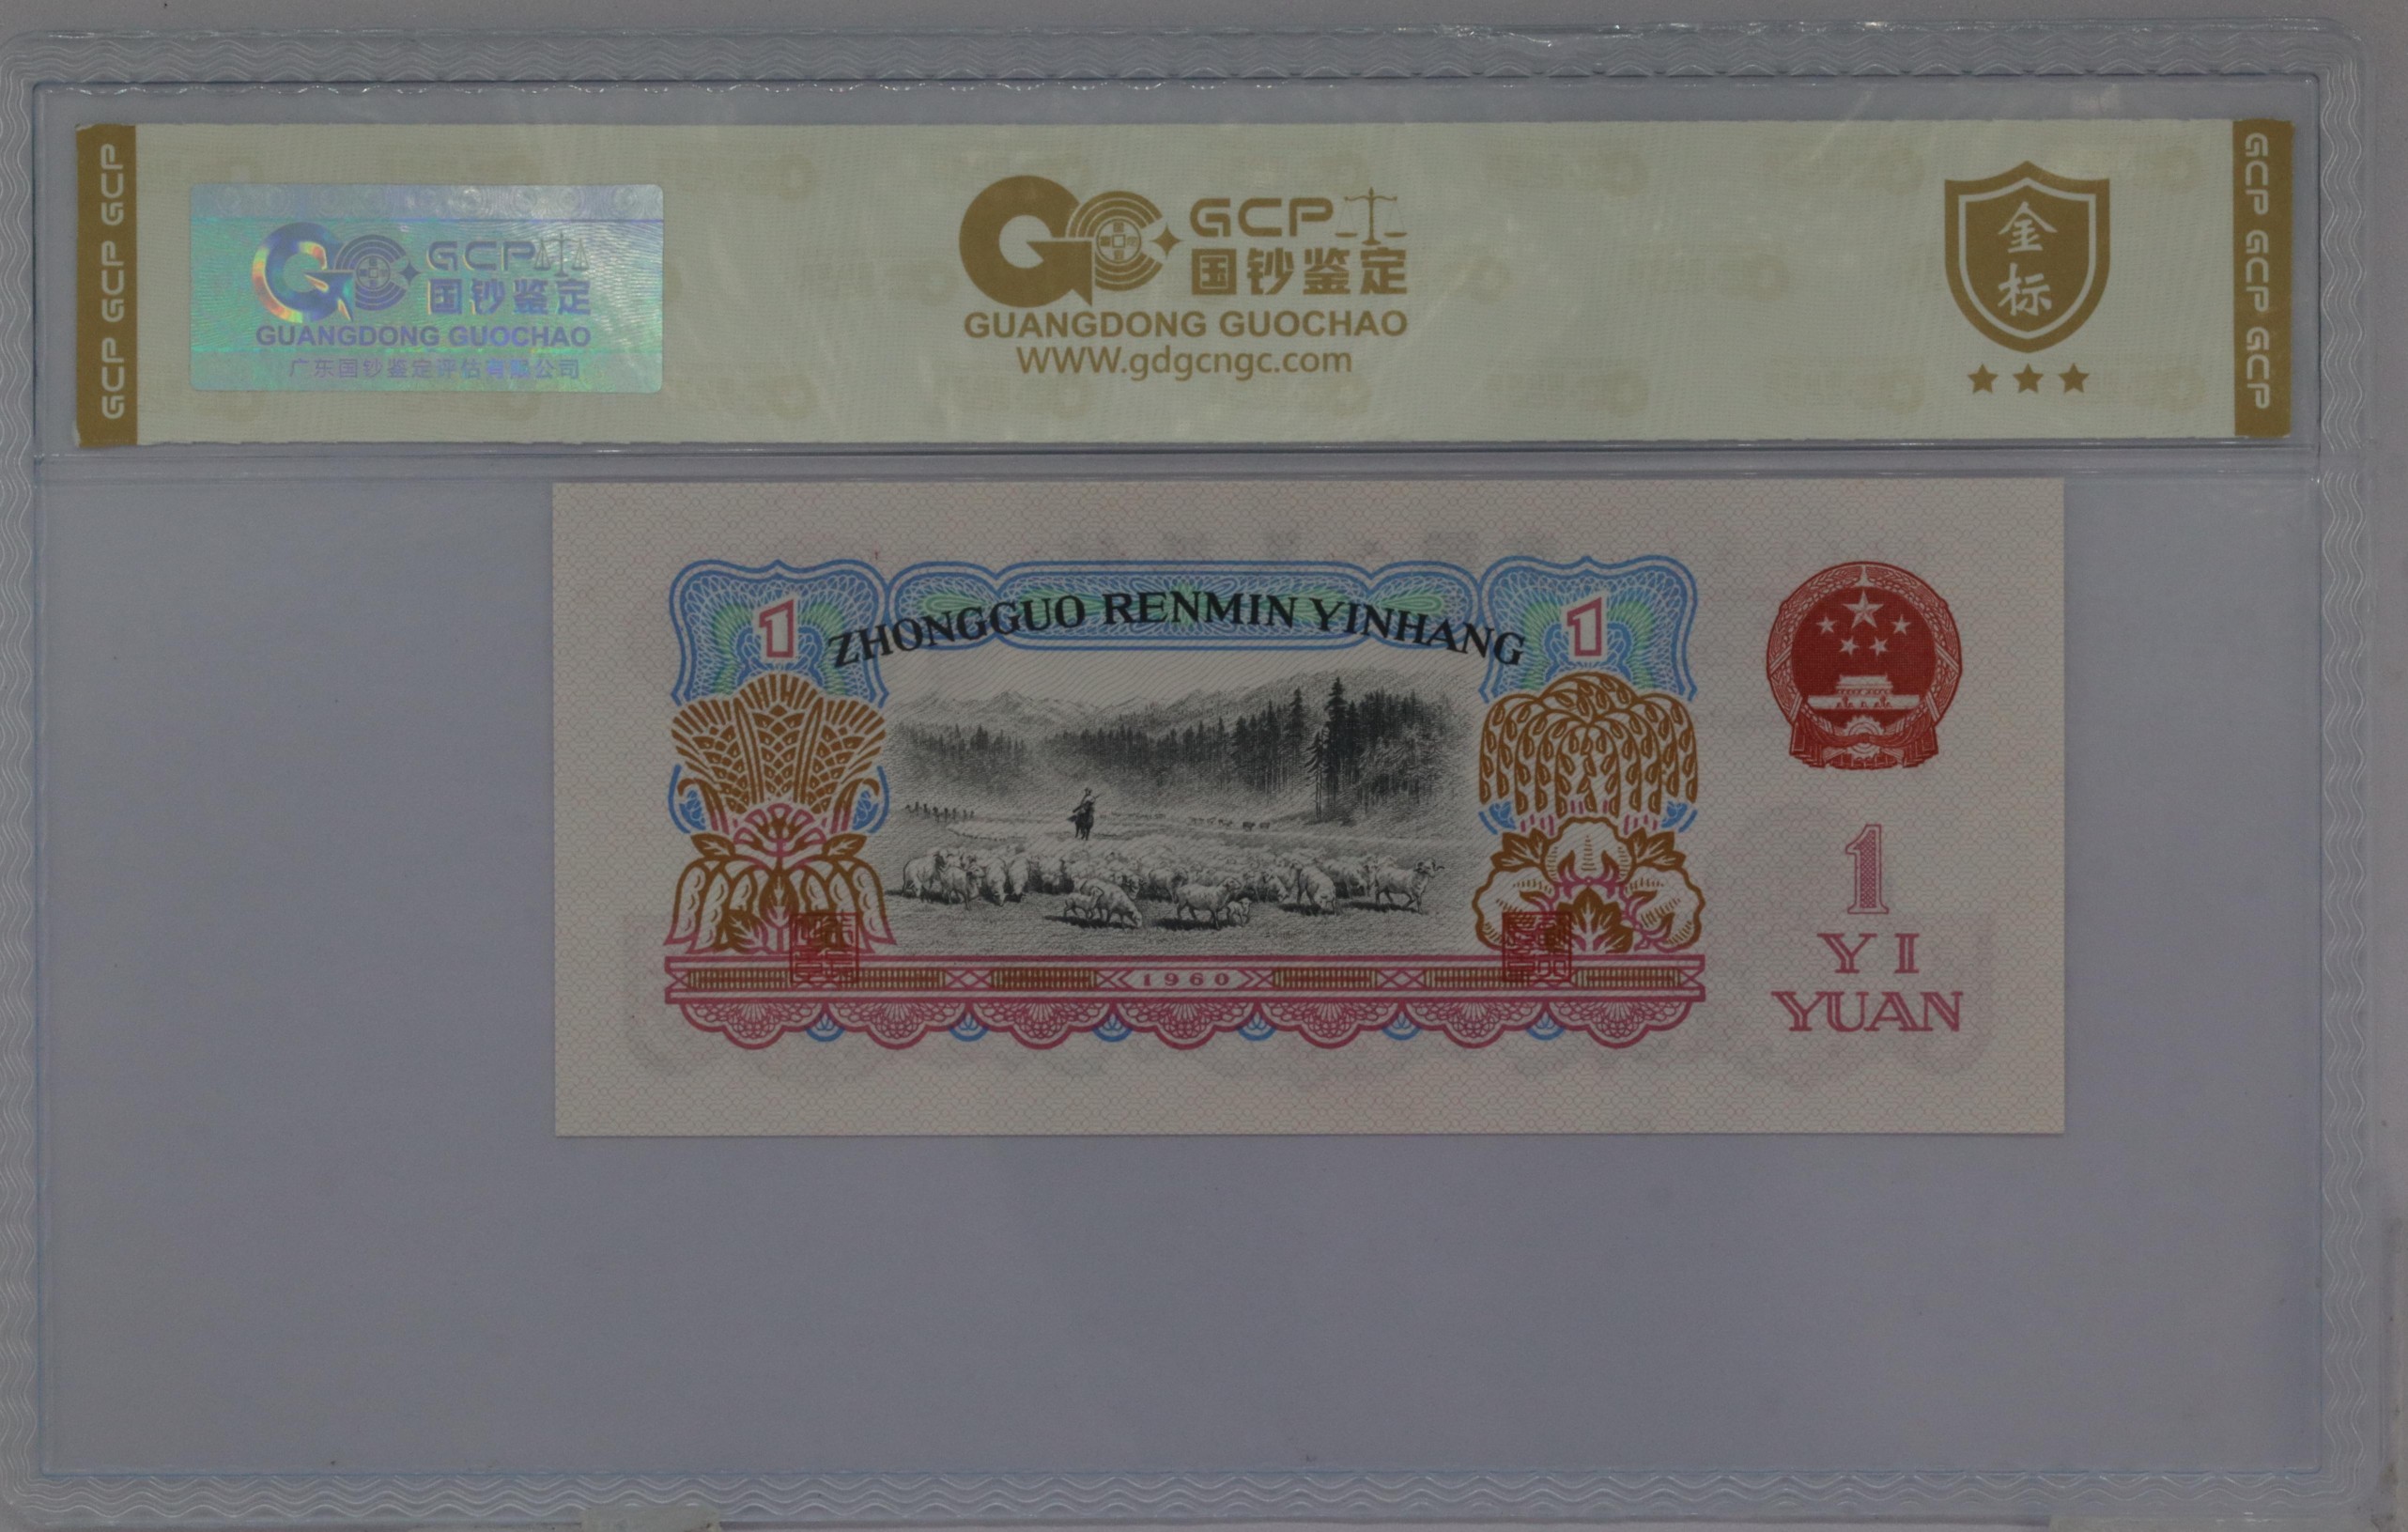 GCP GCP GCP
GCP
国钞鉴定
GUANGDONG GUOCHAO
广东国钞鉴定评估有限公司
GCP
国钞鉴定
GUANGDONG GUOCHAO
WWW.gdgcngc.com
金
标
GCP GCP GCP
1
ZHONGGUO RENMIN YINHANG
1
1960
1
YI
YUAN